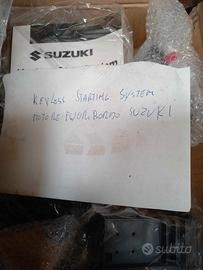 SUZUKI
KEYLESS STARTING SYSTEM
MOTORE FUORIBORDO SUZUKI
subito